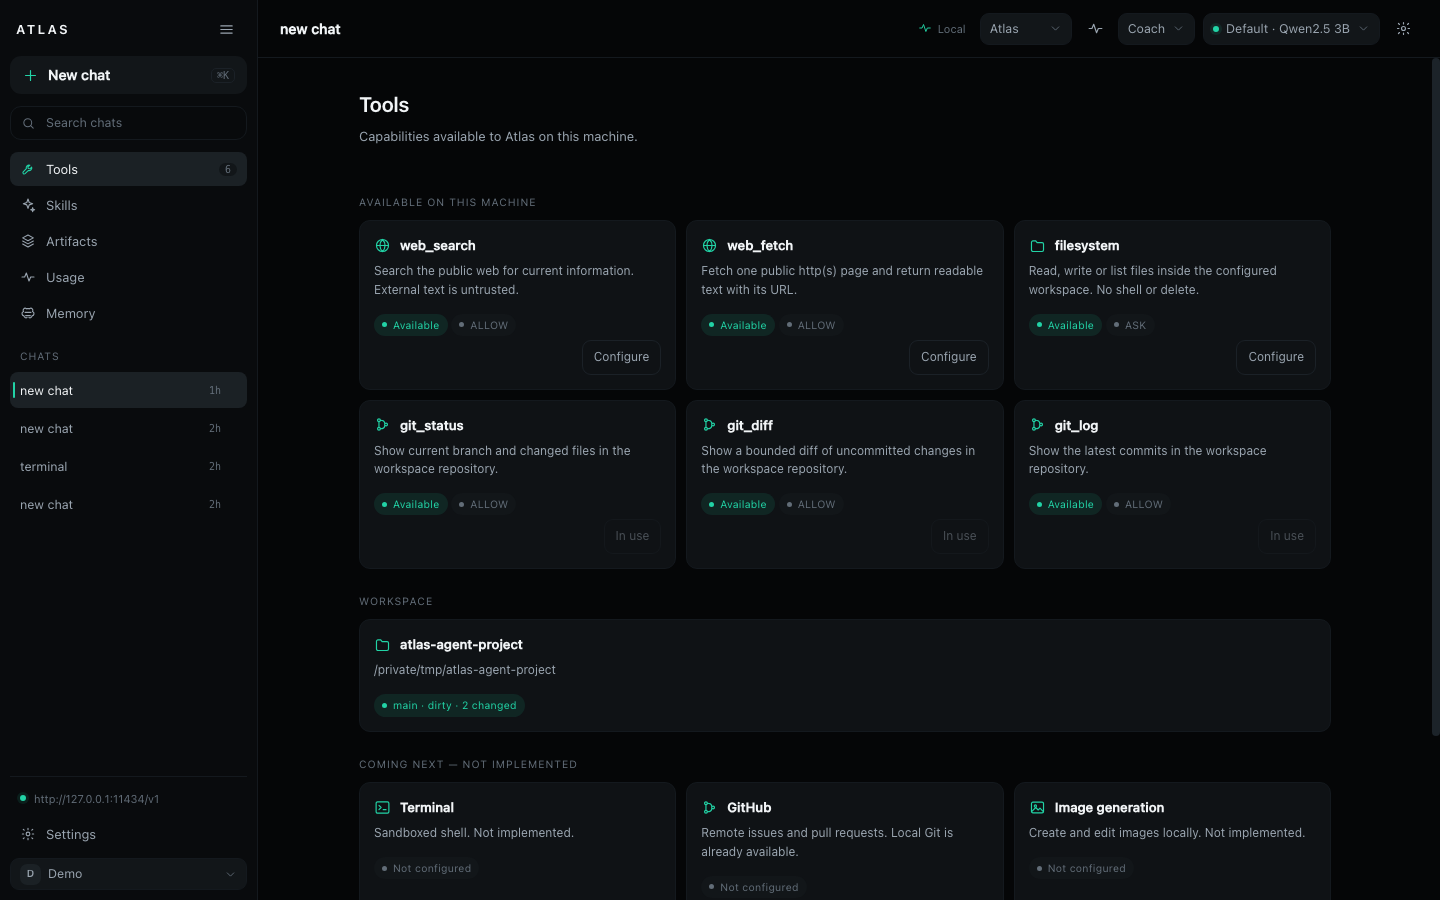 ATLAS
New chat ⌘K
Search chats
Tools 6
Skills
Artifacts
Usage
Memory
CHATS
new chat 1h
new chat 2h
terminal 2h
new chat 2h
http://127.0.0.1:11434/v1
Settings
D Demo
new chat
Local
Atlas
Coach
Default · Qwen2.5 3B
Tools
Capabilities available to Atlas on this machine.
AVAILABLE ON THIS MACHINE
web_search
Search the public web for current information.
External text is untrusted.
Available ALLOW
Configure
web_fetch
Fetch one public http(s) page and return readable
text with its URL.
Available ALLOW
Configure
filesystem
Read, write or list files inside the configured
workspace. No shell or delete.
Available ASK
Configure
git_status
Show current branch and changed files in the
workspace repository.
Available ALLOW
In use
git_diff
Show a bounded diff of uncommitted changes in
the workspace repository.
Available ALLOW
In use
git_log
Show the latest commits in the workspace
repository.
Available ALLOW
In use
WORKSPACE
atlas-agent-project
/private/tmp/atlas-agent-project
main · dirty · 2 changed
COMING NEXT — NOT IMPLEMENTED
Terminal
Sandboxed shell. Not implemented.
Not configured
GitHub
Remote issues and pull requests. Local Git is
already available.
Not configured
Image generation
Create and edit images locally. Not implemented.
Not configured